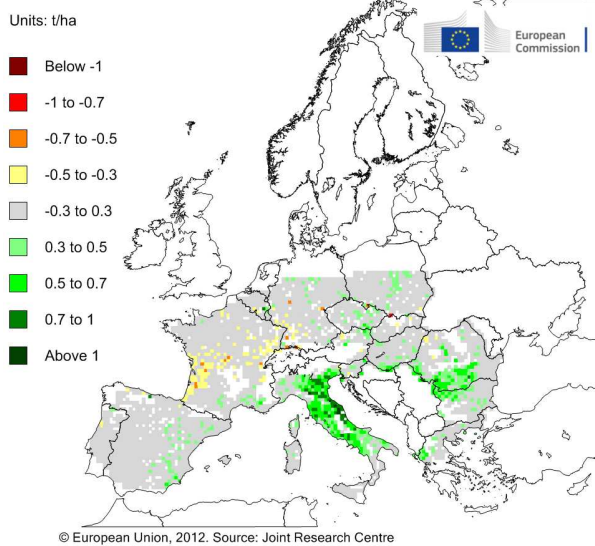 Units: t/ha
European
Commission
Below -1
-1 to -0.7
-0.7 to -0.5
-0.5 to -0.3
-0.3 to 0.3
0.3 to 0.5
0.5 to 0.7
0.7 to 1
Above 1
© European Union, 2012. Source: Joint Research Centre